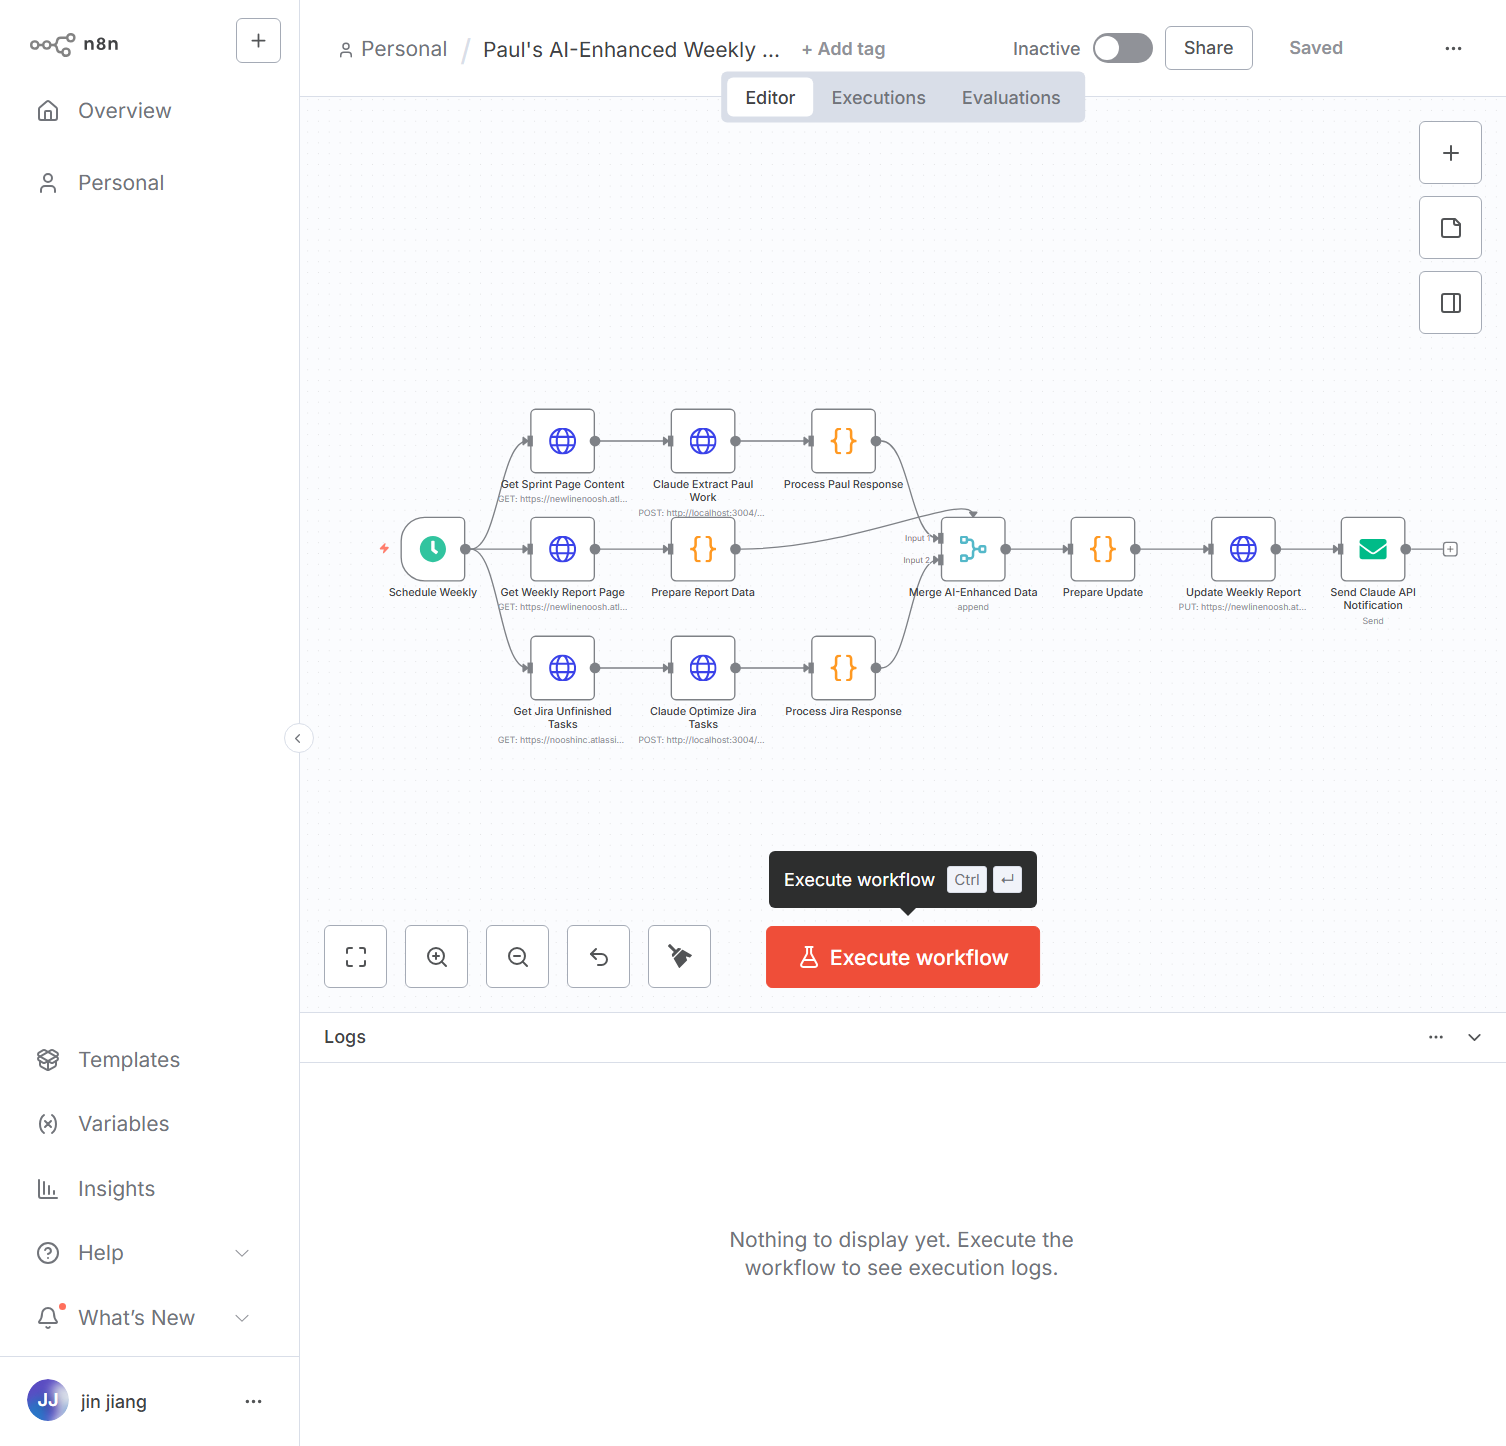 n8n
Overview
Personal
Templates
Variables
Insights
Help
What's New
JJ
jin jiang
Personal / Paul's AI-Enhanced Weekly ...
+ Add tag
Inactive
Share
Saved
Editor
Executions
Evaluations
Get Sprint Page Content
GET: https://newlinenoosh.atl...
Claude Extract Paul
Work
POST: http://localhost:3004/...
Process Paul Response
Schedule Weekly
Get Weekly Report Page
GET: https://newlinenoosh.atl...
Prepare Report Data
Input 1
Input 2
Merge AI-Enhanced Data
append
Prepare Update
Update Weekly Report
PUT: https://newlinenoosh.at...
Send Claude API
Notification
Send
Get Jira Unfinished
Tasks
GET: https://nooshinc.atlassi...
Claude Optimize Jira
Tasks
POST: http://localhost:3004/...
Process Jira Response
Execute workflow Ctrl
Execute workflow
Logs
Nothing to display yet. Execute the
workflow to see execution logs.